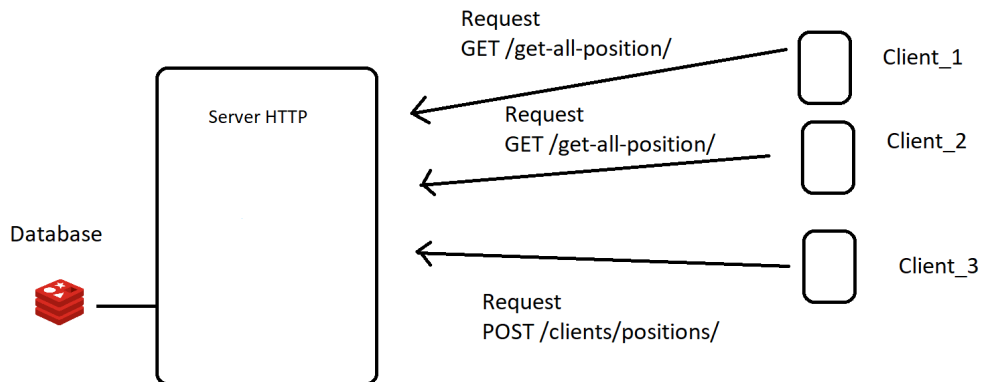 Request
GET /get-all-position/
Client_1
Server HTTP
Request
GET /get-all-position/
Client_2
Database
Client_3
Request
POST /clients/positions/